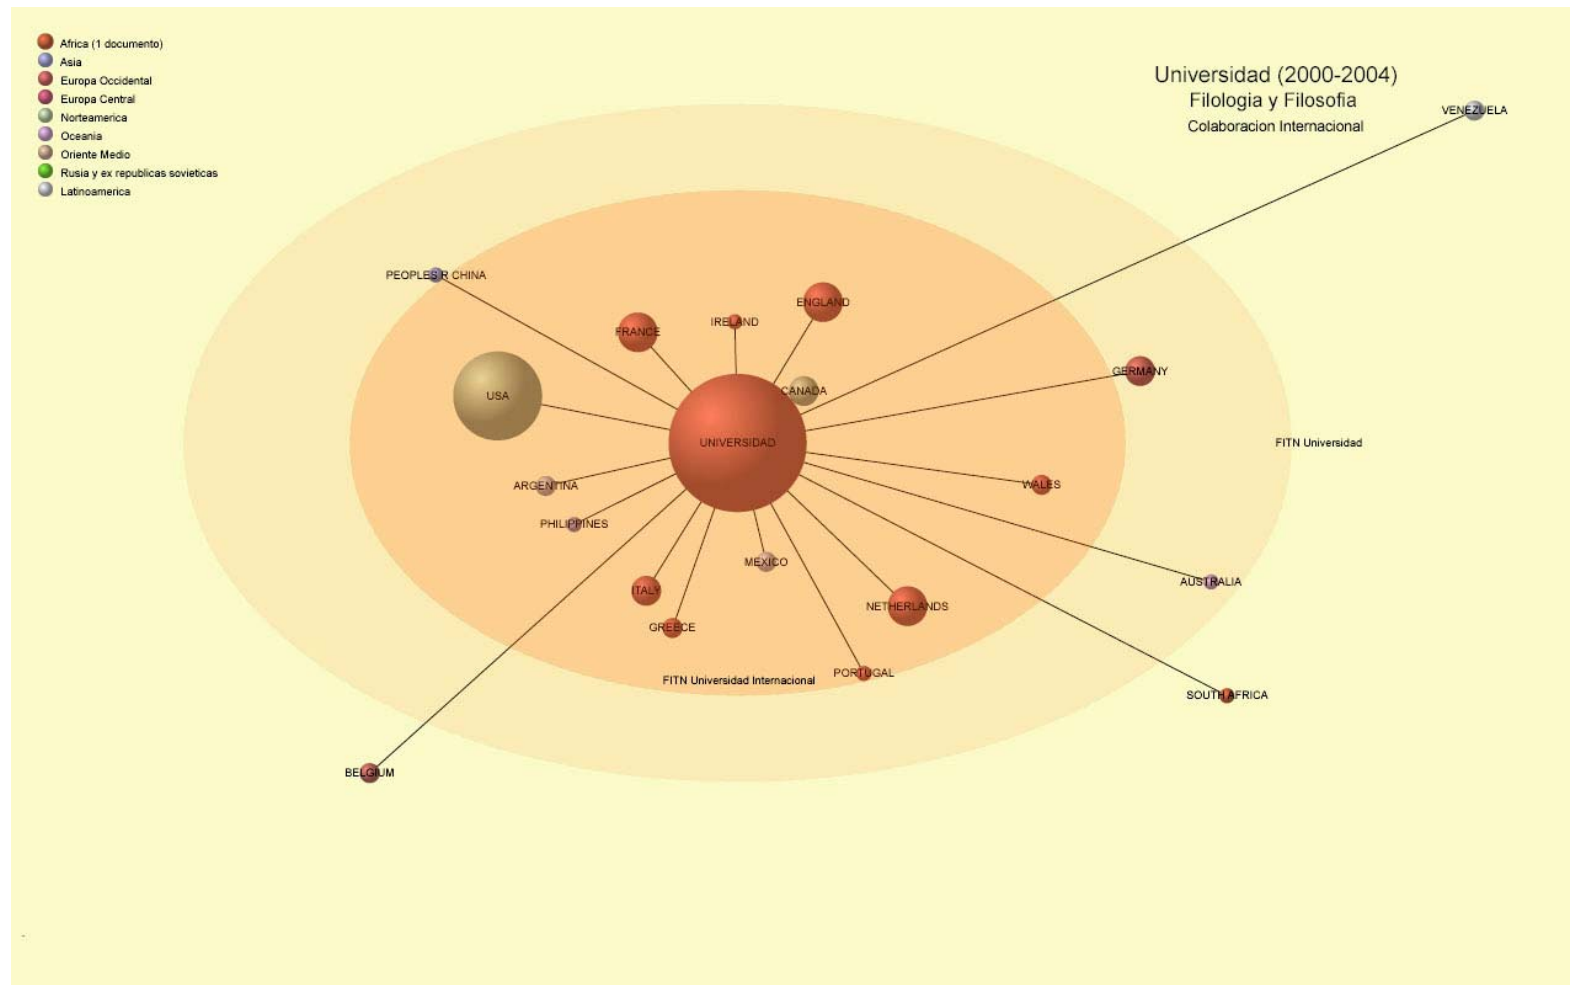 Africa (1 documento)
Asia
Europa Occidental
Europa Central
Norteamerica
Oceania
Oriente Medio
Rusia y ex republicas sovieticas
Latinoamerica
Universidad (2000-2004)
Filologia y Filosofia
Colaboracion Internacional
VENEZUELA
PEOPLES R CHINA
ENGLAND
IRELAND
FRANCE
GERMANY
CANADA
USA
UNIVERSIDAD
FITN Universidad
WALES
ARGENTINA
PHILIPPINES
MEXICO
AUSTRALIA
ITALY
NETHERLANDS
GREECE
PORTUGAL
FITN Universidad Internacional
SOUTH AFRICA
BELGIUM